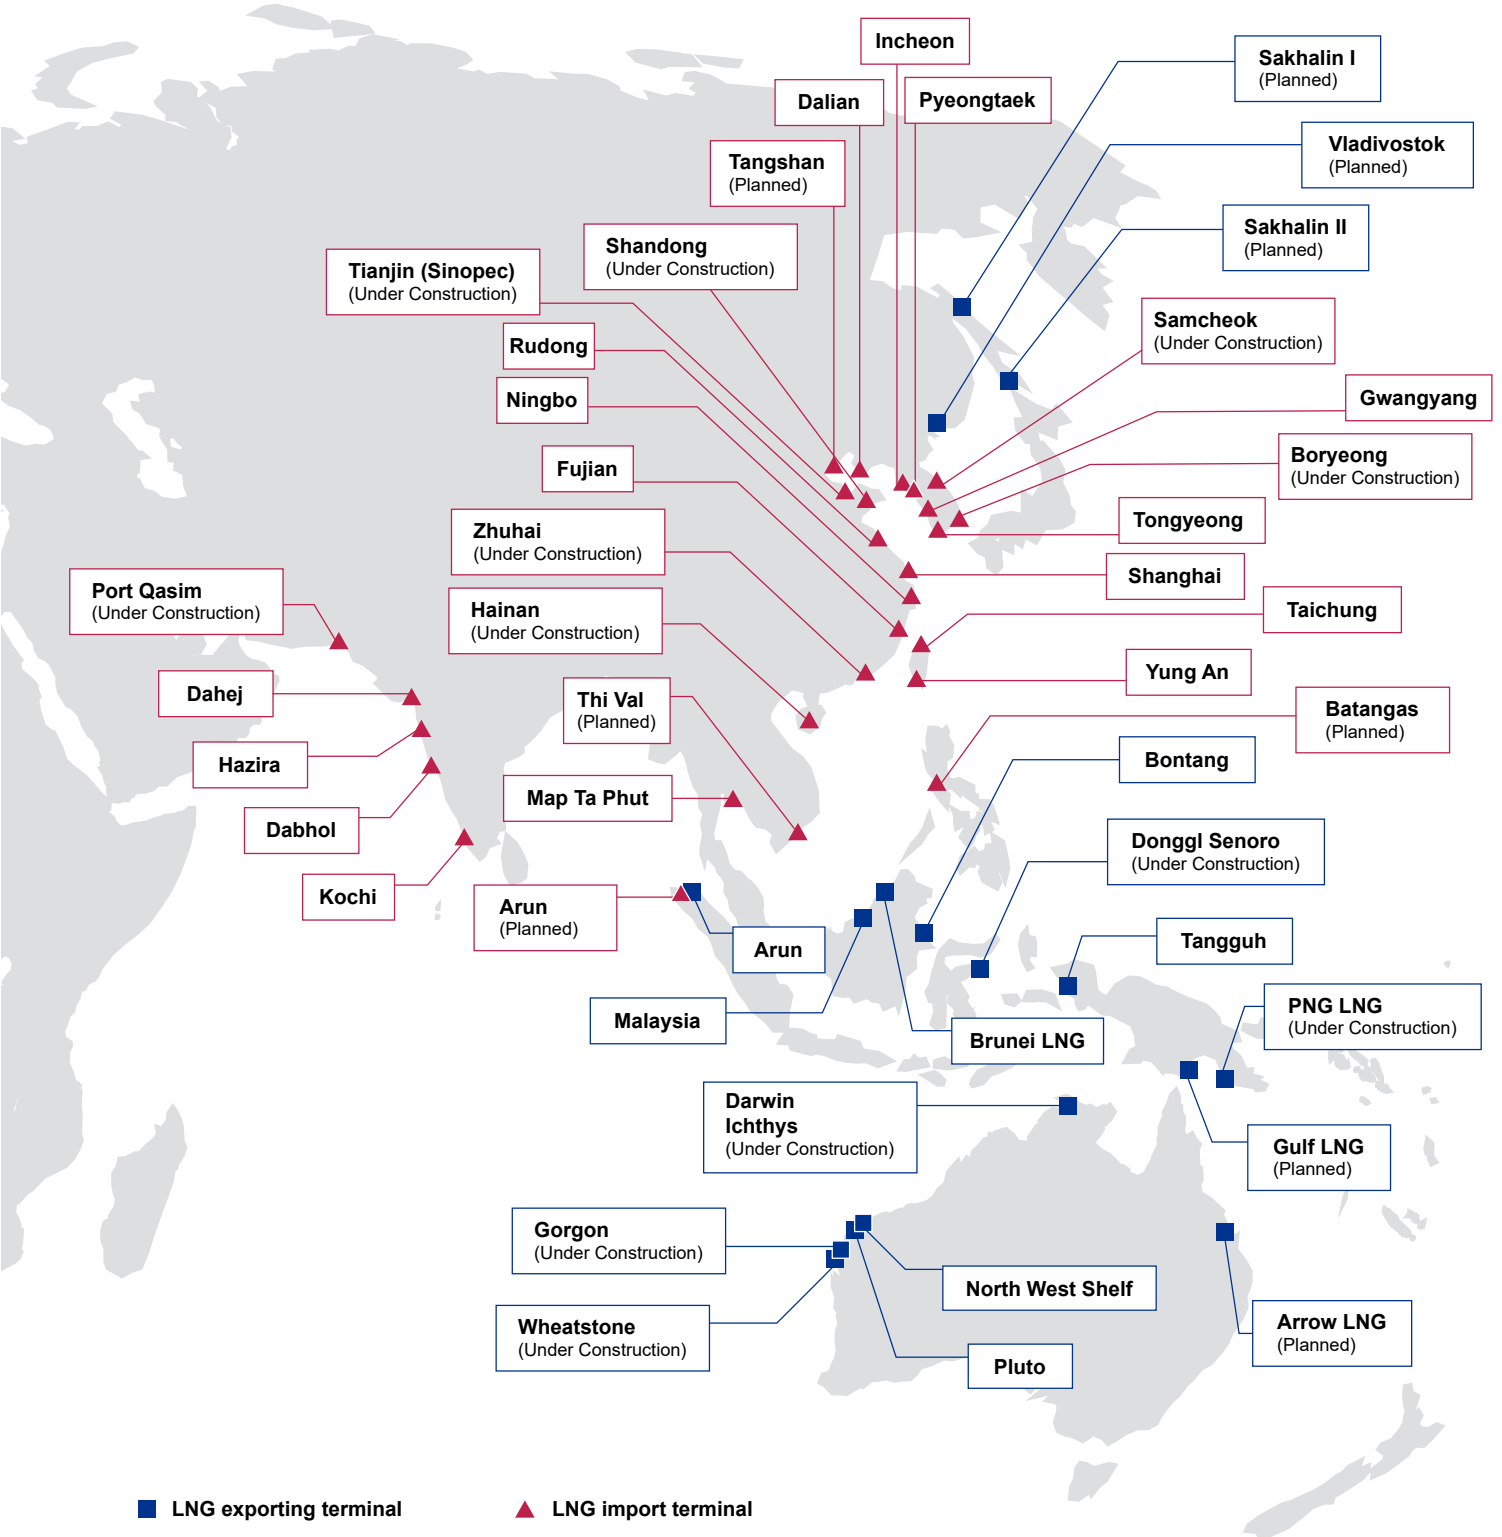 Incheon
Sakhalin I
(Planned)
Dalian
Pyeongtaek
Vladivostok
(Planned)
Tangshan
(Planned)
Sakhalin II
(Planned)
Shandong
(Under Construction)
Tianjin (Sinopec)
(Under Construction)
Samcheok
(Under Construction)
Rudong
Ningbo
Gwangyang
Fujian
Boryeong
(Under Construction)
Zhuhai
(Under Construction)
Tongyeong
Shanghai
Port Qasim
(Under Construction)
Hainan
(Under Construction)
Taichung
Dahej
Thi Val
(Planned)
Yung An
Batangas
(Planned)
Hazira
Bontang
Map Ta Phut
Dabhol
Donggl Senoro
(Under Construction)
Kochi
Arun
(Planned)
Arun
Tangguh
Malaysia
Brunei LNG
PNG LNG
(Under Construction)
Darwin
Ichthys
(Under Construction)
Gulf LNG
(Planned)
Gorgon
(Under Construction)
North West Shelf
Wheatstone
(Under Construction)
Pluto
Arrow LNG
(Planned)
LNG exporting terminal
LNG import terminal